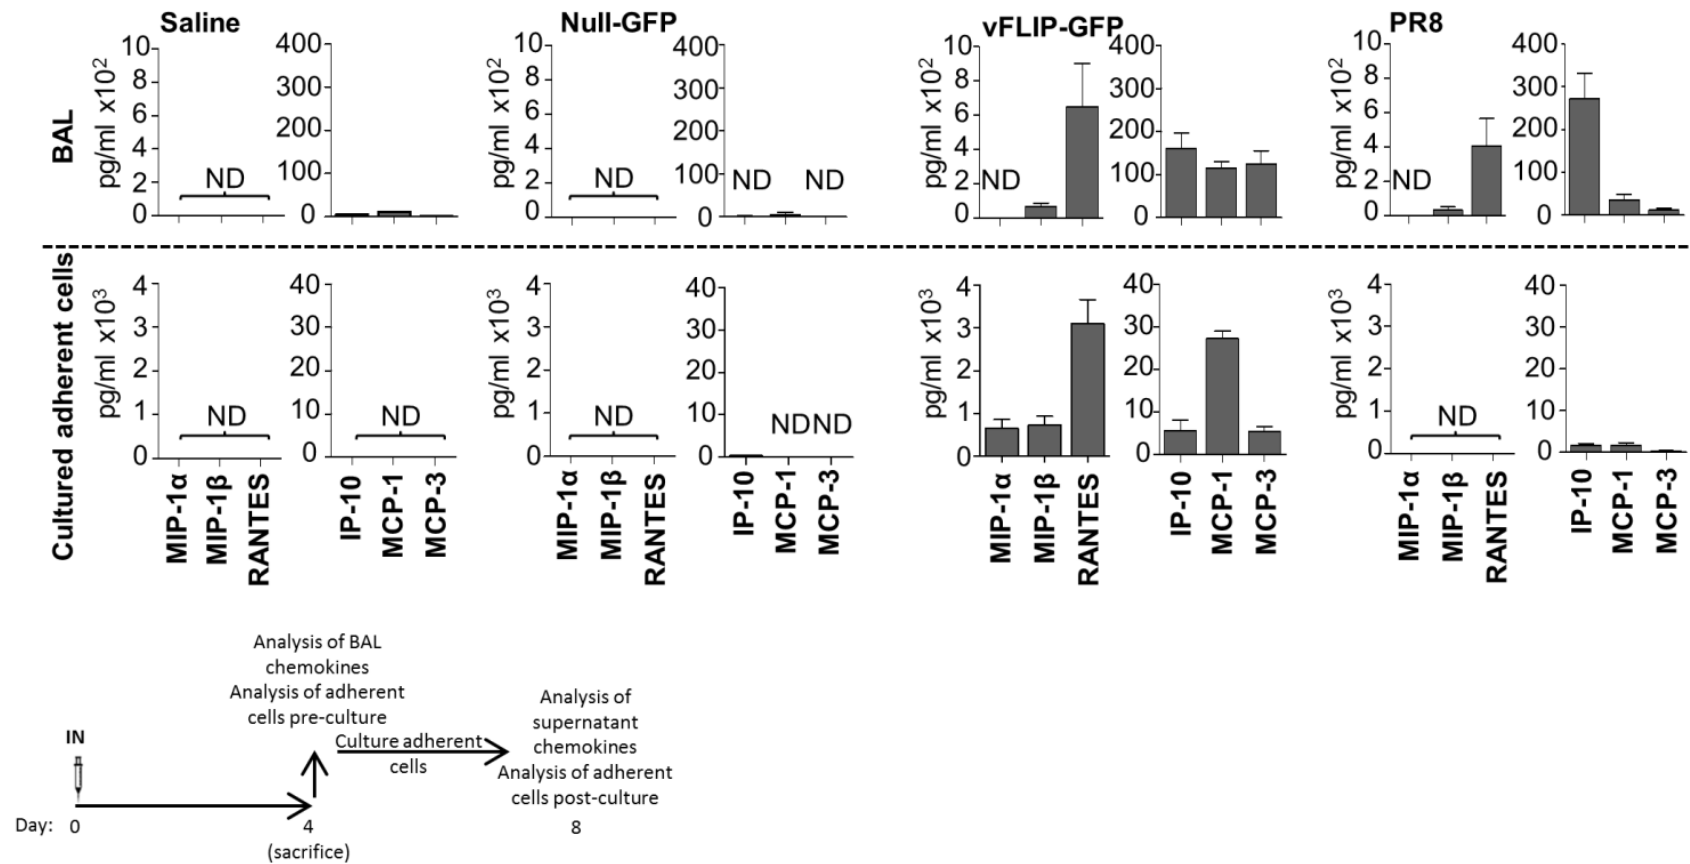 Saline
Null-GFP
vFLIP-GFP
PR8
BAL
pg/ml x10²
10
8
6
4
2
0
ND
400
300
200
100
0
pg/ml x10²
10
8
6
4
2
0
ND
400
300
200
100
0
ND
ND
pg/ml x10²
10
8
6
4
2
0
ND
400
300
200
100
0
pg/ml x10²
10
8
6
4
2
0
ND
400
300
200
100
0
Cultured adherent cells
pg/ml x10³
4
3
2
1
0
ND
MIP-1α
MIP-1β
RANTES
40
30
20
10
0
ND
IP-10
MCP-1
MCP-3
pg/ml x10³
4
3
2
1
0
ND
MIP-1α
MIP-1β
RANTES
40
30
20
10
0
NDND
IP-10
MCP-1
MCP-3
pg/ml x10³
4
3
2
1
0
MIP-1α
MIP-1β
RANTES
40
30
20
10
0
IP-10
MCP-1
MCP-3
pg/ml x10³
4
3
2
1
0
ND
MIP-1α
MIP-1β
RANTES
40
30
20
10
0
IP-10
MCP-1
MCP-3
Analysis of BAL
chemokines
Analysis of adherent
cells pre-culture
IN
Culture adherent
cells
Analysis of
supernatant
chemokines
Analysis of adherent
cells post-culture
Day: 0
4
(sacrifice)
8